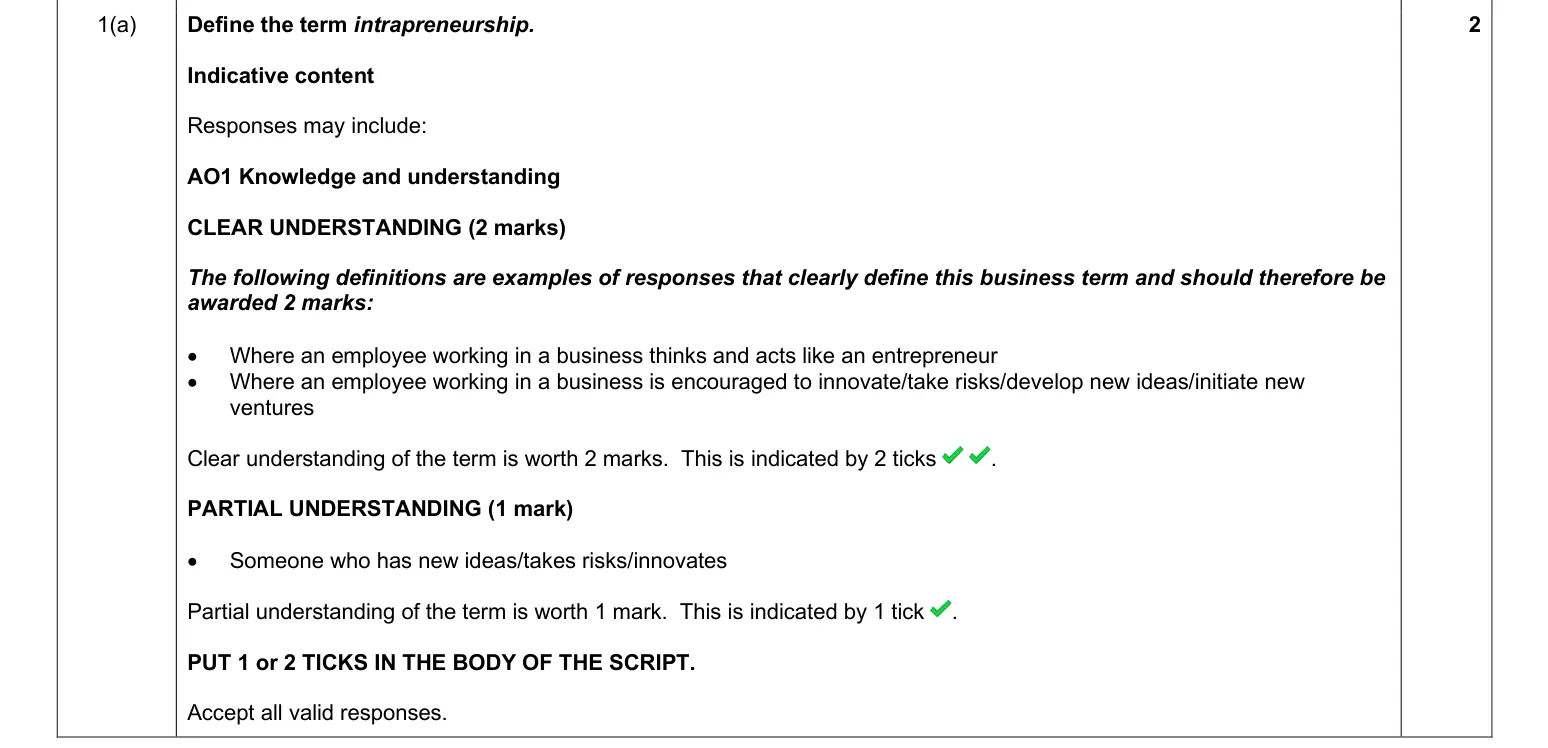 1(a) Define the term intrapreneurship. 2
Indicative content
Responses may include:
AO1 Knowledge and understanding
CLEAR UNDERSTANDING (2 marks)
The following definitions are examples of responses that clearly define this business term and should therefore be
awarded 2 marks:
• Where an employee working in a business thinks and acts like an entrepreneur
• Where an employee working in a business is encouraged to innovate/take risks/develop new ideas/initiate new
ventures
Clear understanding of the term is worth 2 marks. This is indicated by 2 ticks ✓ ✓.
PARTIAL UNDERSTANDING (1 mark)
• Someone who has new ideas/takes risks/innovates
Partial understanding of the term is worth 1 mark. This is indicated by 1 tick ✓.
PUT 1 or 2 TICKS IN THE BODY OF THE SCRIPT.
Accept all valid responses.